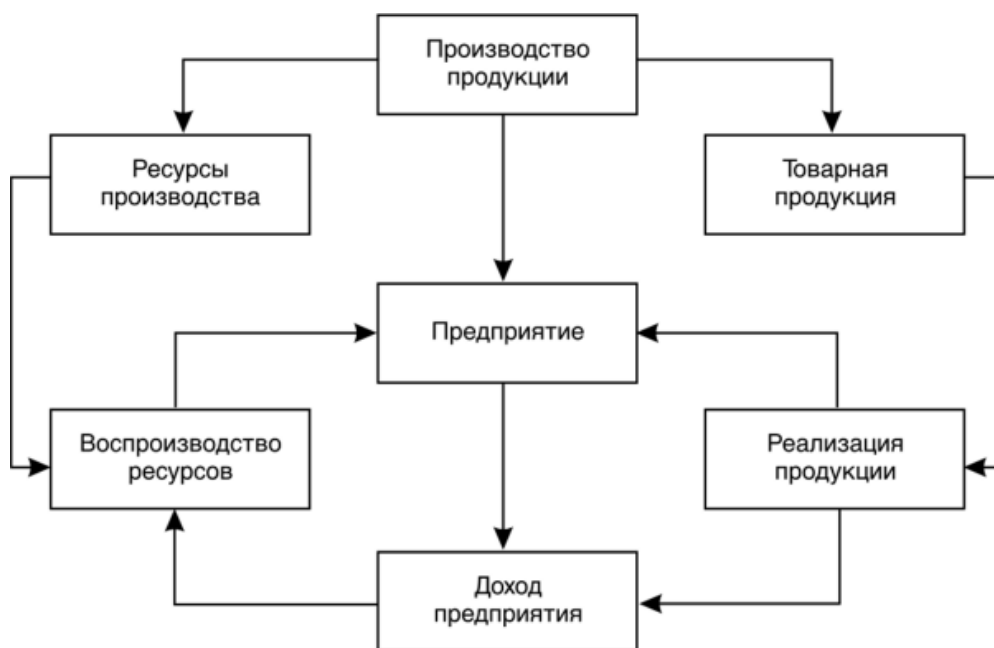 Производство
продукции
Ресурсы
производства
Товарная
продукция
Предприятие
Воспроизводство
ресурсов
Реализация
продукции
Доход
предприятия